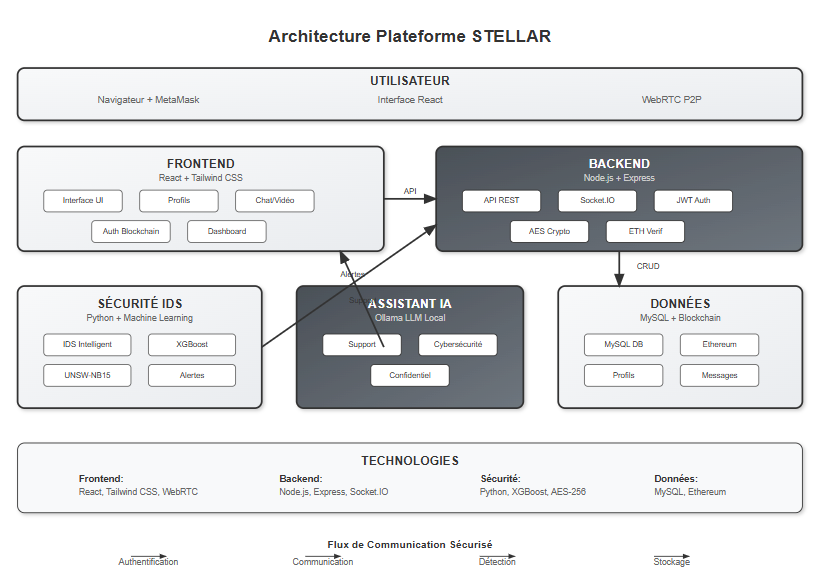 Architecture Plateforme STELLAR
UTILISATEUR
Navigateur + MetaMask
Interface React
WebRTC P2P
FRONTEND
React + Tailwind CSS
Interface UI
Profils
Chat/Vidéo
Auth Blockchain
Dashboard
API
BACKEND
Node.js + Express
API REST
Socket.IO
JWT Auth
AES Crypto
ETH Verif
Alertes
CRUD
Support
SÉCURITÉ IDS
Python + Machine Learning
IDS Intelligent
XGBoost
UNSW-NB15
Alertes
ASSISTANT IA
Ollama LLM Local
Support
Cybersécurité
Confidentiel
DONNÉES
MySQL + Blockchain
MySQL DB
Ethereum
Profils
Messages
TECHNOLOGIES
Frontend:
React, Tailwind CSS, WebRTC
Backend:
Node.js, Express, Socket.IO
Sécurité:
Python, XGBoost, AES-256
Données:
MySQL, Ethereum
Flux de Communication Sécurisé
Authentification
Communication
Détection
Stockage